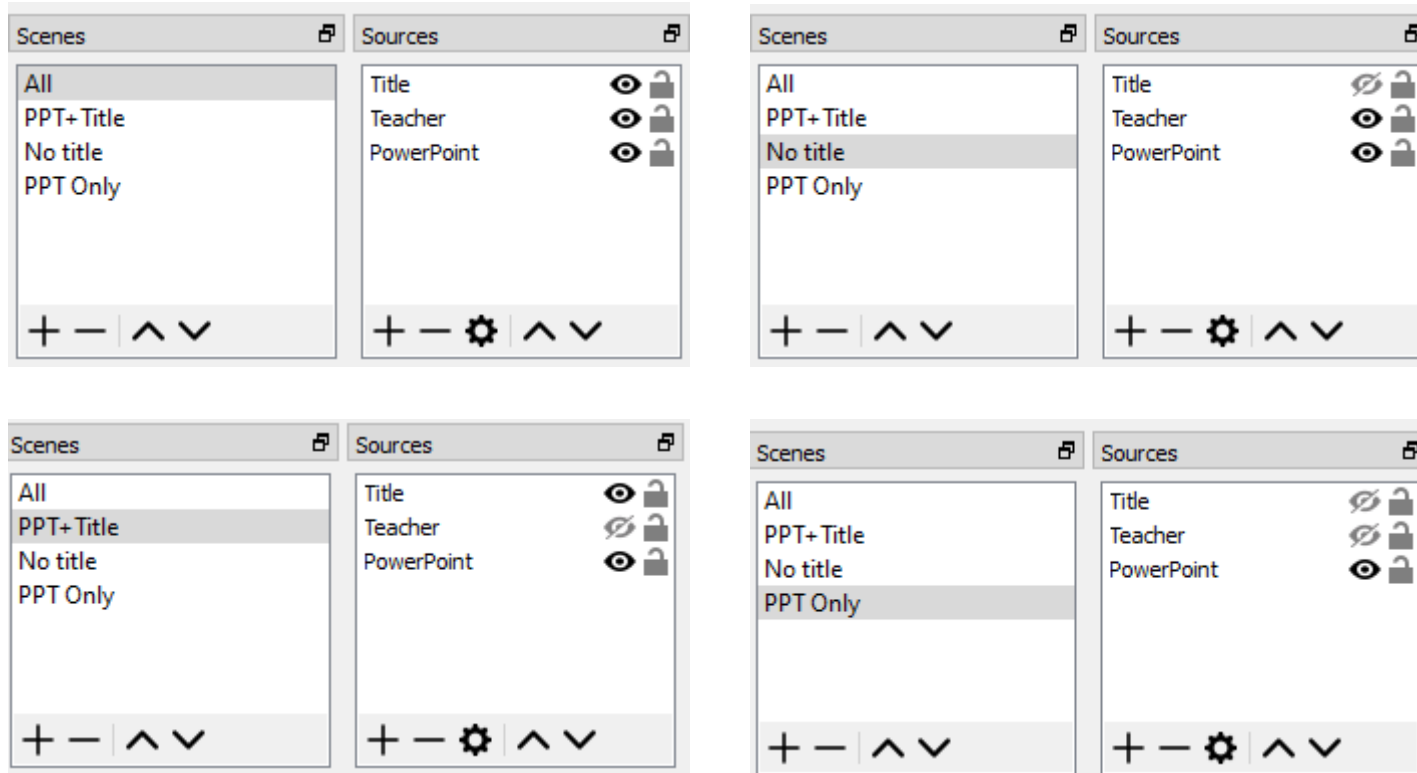 Scenes
All
PPT+Title
No title
PPT Only
Sources
Title
Teacher
PowerPoint
Scenes
All
PPT+Title
No title
PPT Only
Sources
Title
Teacher
PowerPoint
Scenes
All
PPT+Title
No title
PPT Only
Sources
Title
Teacher
PowerPoint
Scenes
All
PPT+Title
No title
PPT Only
Sources
Title
Teacher
PowerPoint